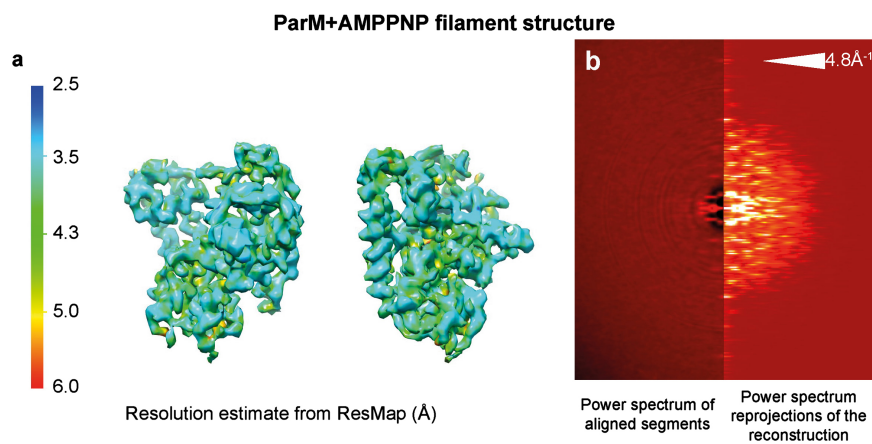 ParM+AMPPNP filament structure
a
2.5
3.5
4.3
5.0
6.0
Resolution estimate from ResMap (Å)
b
4.8Å⁻¹
Power spectrum of
aligned segments
Power spectrum
reprojections of the
reconstruction